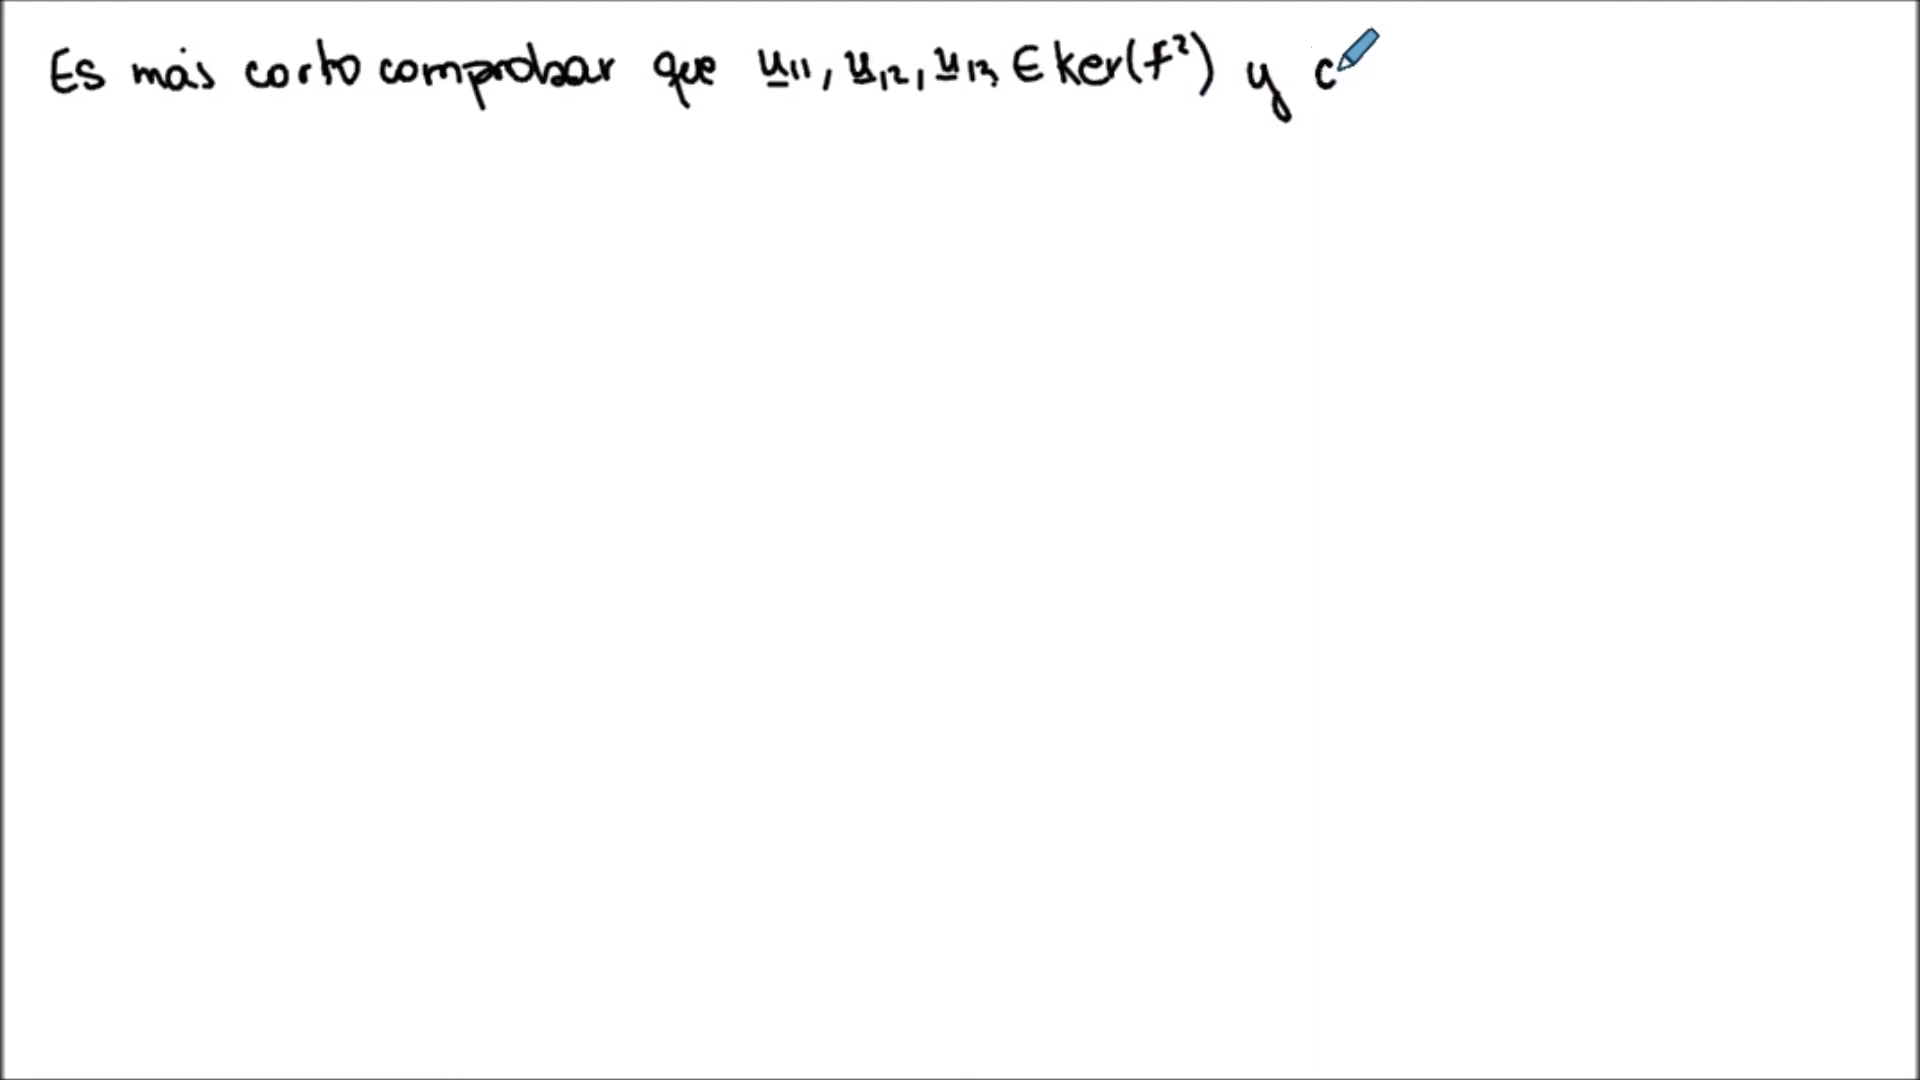 Es más corto comprobar que u₁₁, u₁₂, u₁₃ ∈ ker(f²) y c